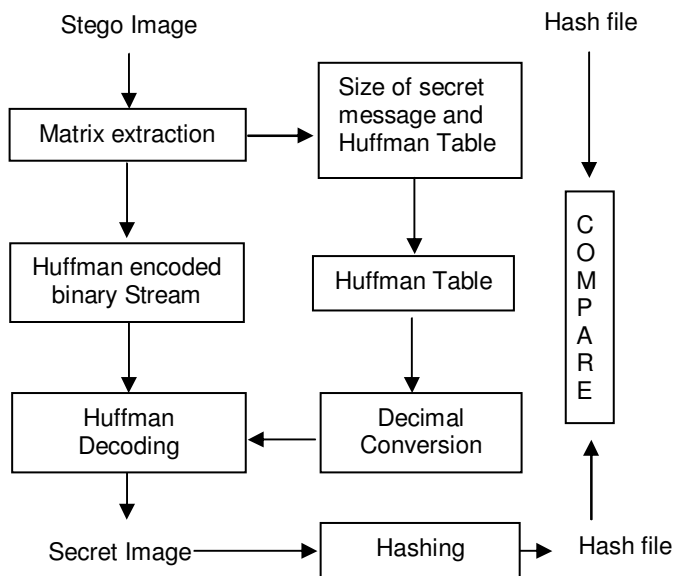 Stego Image
Hash file
Matrix extraction
Size of secret
message and
Huffman Table
Huffman encoded
binary Stream
Huffman Table
C
O
M
P
A
R
E
Huffman
Decoding
Decimal
Conversion
Secret Image
Hashing
Hash file